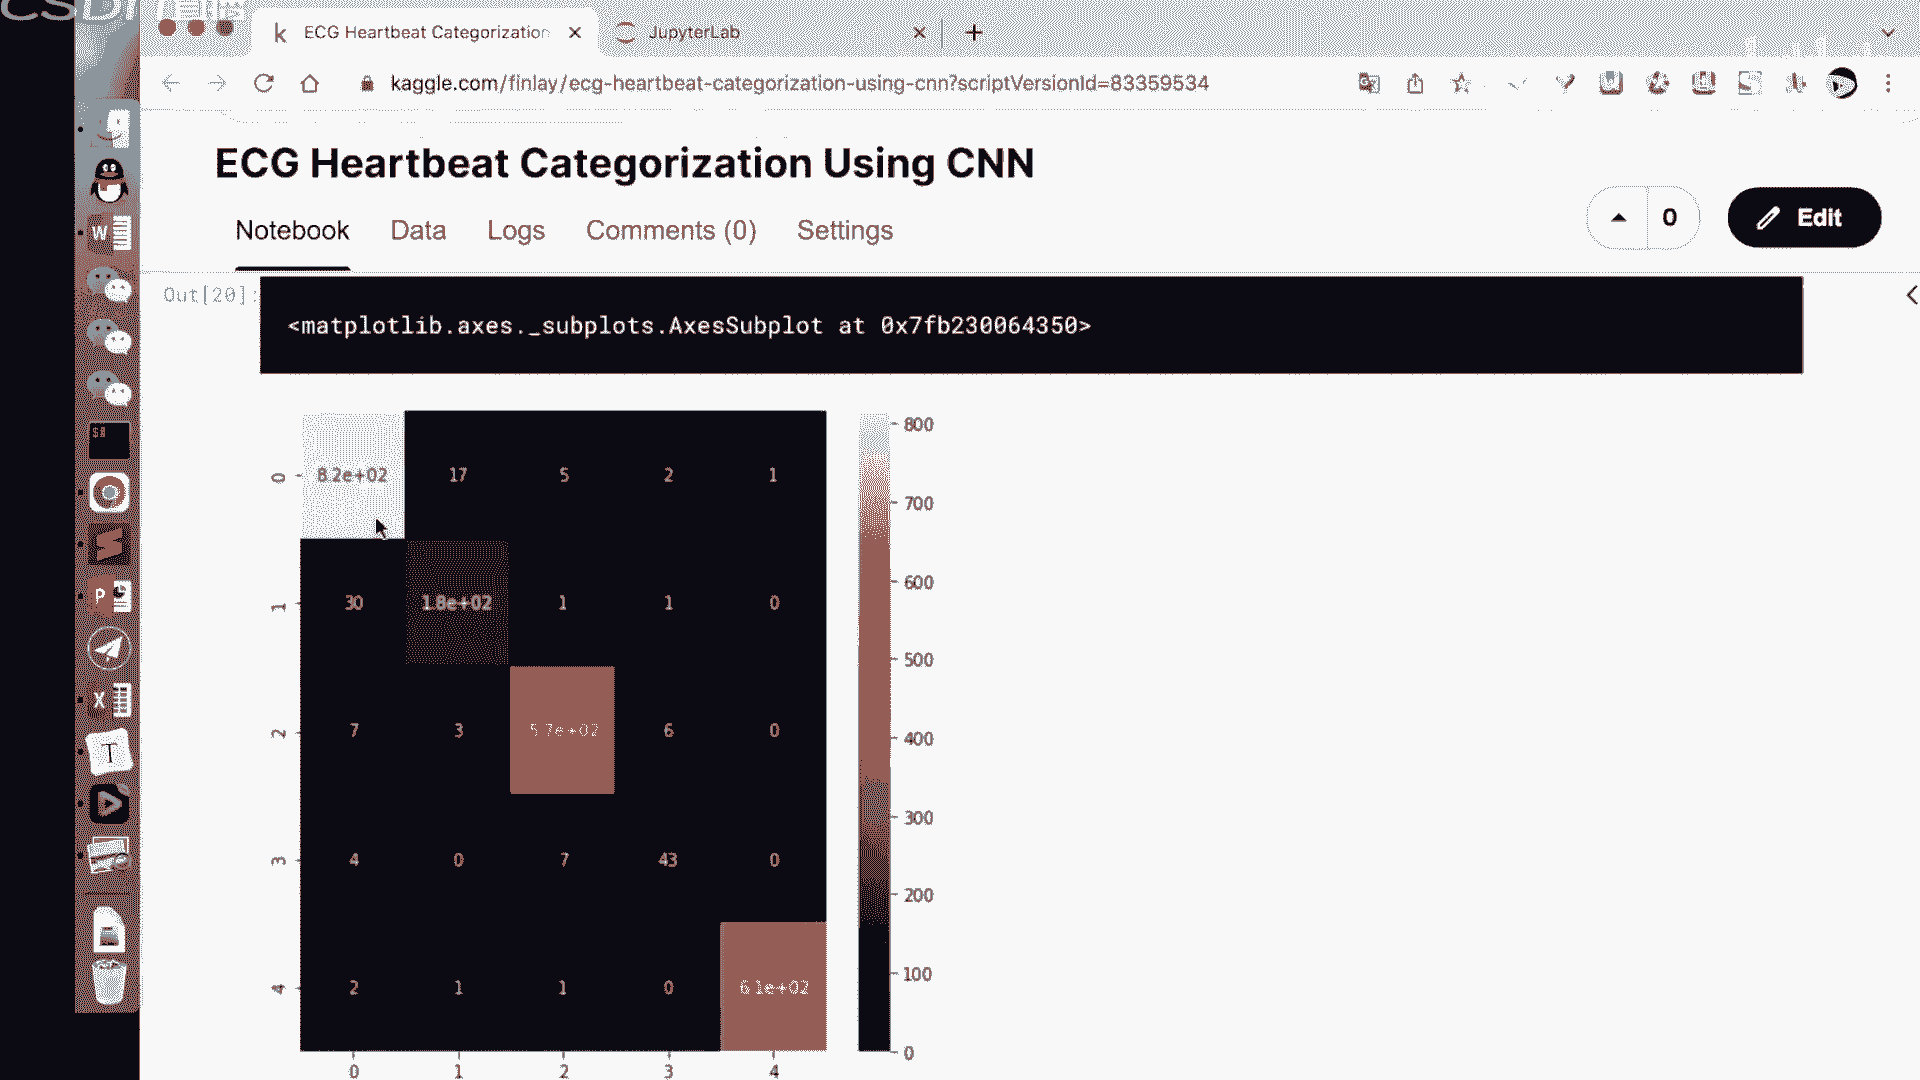 ECG Heartbeat Categorization
JupyterLab
kaggle.com/finlay/ecg-heartbeat-categorization-using-cnn?scriptVersionId=83359534
ECG Heartbeat Categorization Using CNN
Notebook Data Logs Comments (0) Settings
0 Edit
Out[20]:
<matplotlib.axes._subplots.AxesSubplot at 0x7fb230064350>
0 8.2e+02 17 5 2 1
1 30 1.8e+02 1 1 0
2 7 3 5.7e+02 6 0
3 4 0 7 43 0
4 2 1 1 0 6.1e+02
0 1 2 3 4
800
700
600
500
400
300
200
100
0